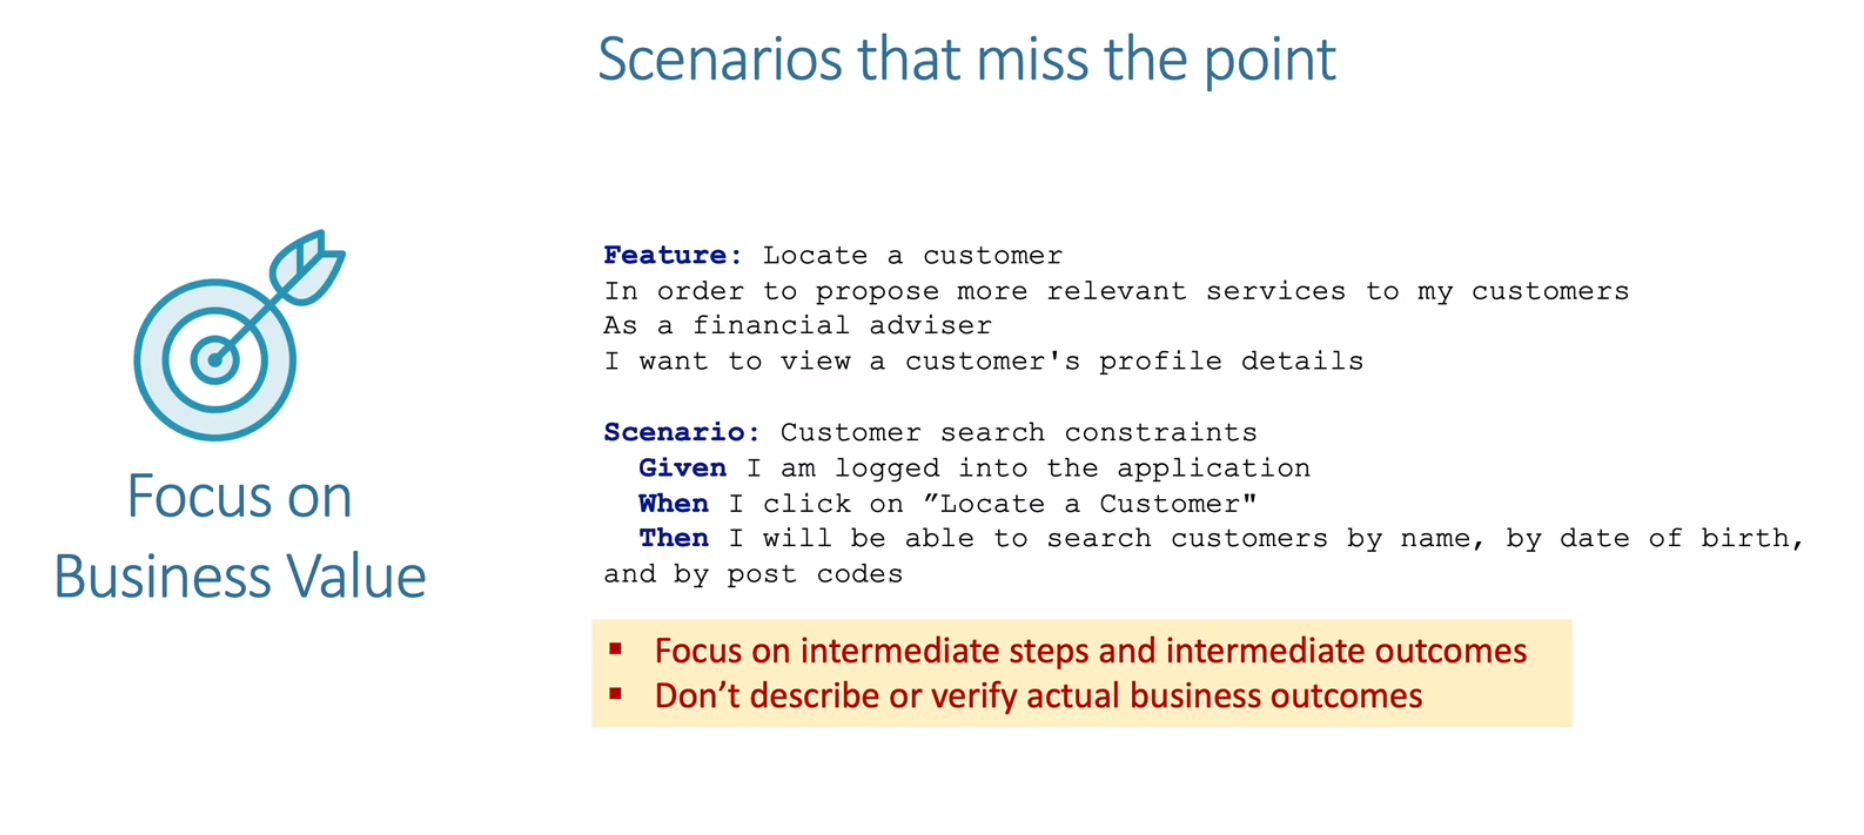 Scenarios that miss the point
Focus on
Business Value
Feature: Locate a customer
In order to propose more relevant services to my customers
As a financial adviser
I want to view a customer's profile details
Scenario: Customer search constraints
Given I am logged into the application
When I click on ”Locate a Customer"
Then I will be able to search customers by name, by date of birth,
and by post codes
▪ Focus on intermediate steps and intermediate outcomes
▪ Don’t describe or verify actual business outcomes